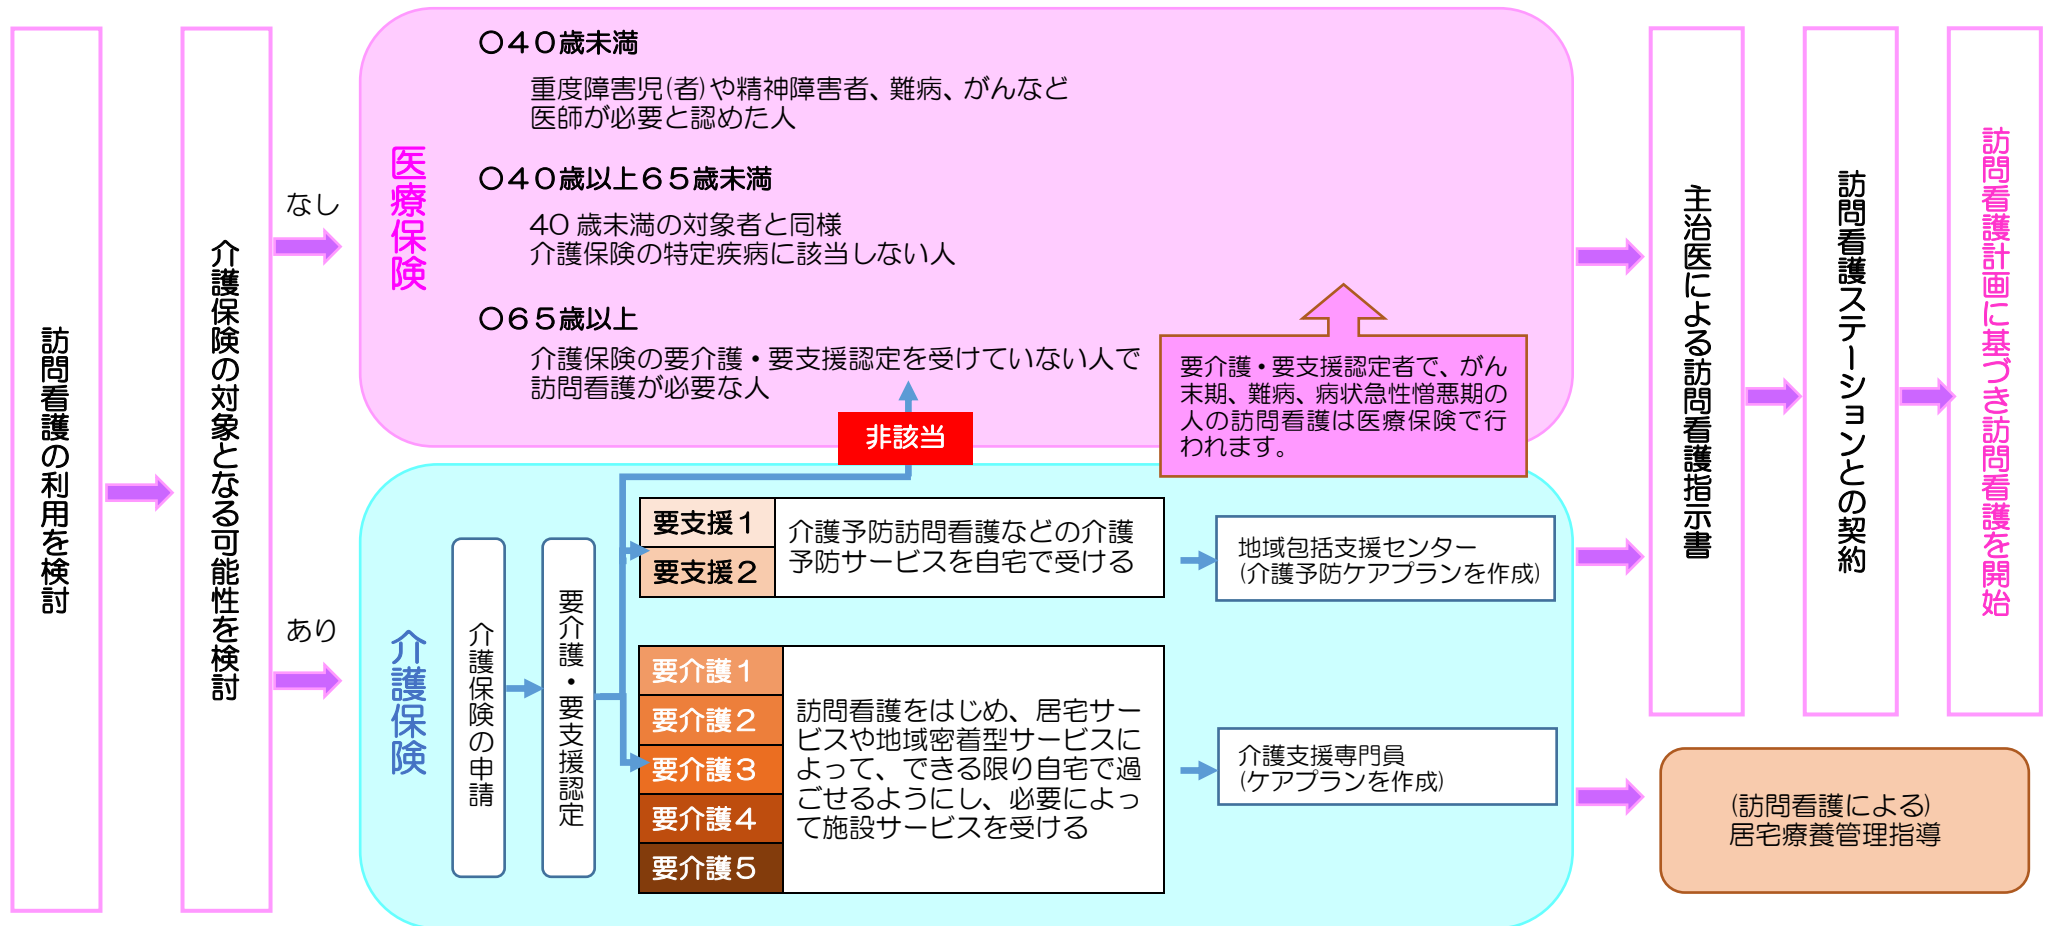 訪問看護の利用を検討
介護保険の対象となる可能性を検討
なし
あり
医療保険
〇40歳未満
重度障害児(者)や精神障害者、難病、がんなど
医師が必要と認めた人
〇40歳以上65歳未満
40歳未満の対象者と同様
介護保険の特定疾病に該当しない人
〇65歳以上
介護保険の要介護・要支援認定を受けていない人で
訪問看護が必要な人
要介護・要支援認定者で、がん
末期、難病、病状急性憎悪期の
人の訪問看護は医療保険で行
われます。
非該当
介護保険
介護保険の申請
要介護・要支援認定
要支援1
要支援2
介護予防訪問看護などの介護
予防サービスを自宅で受ける
地域包括支援センター
(介護予防ケアプランを作成)
要介護1
要介護2
要介護3
要介護4
要介護5
訪問看護をはじめ、居宅サー
ビスや地域密着型サービスに
よって、できる限り自宅で過
ごせるようにし、必要によっ
て施設サービスを受ける
介護支援専門員
(ケアプランを作成)
主治医による訪問看護指示書
訪問看護ステーションとの契約
訪問看護計画に基づき訪問看護を開始
(訪問看護による)
居宅療養管理指導